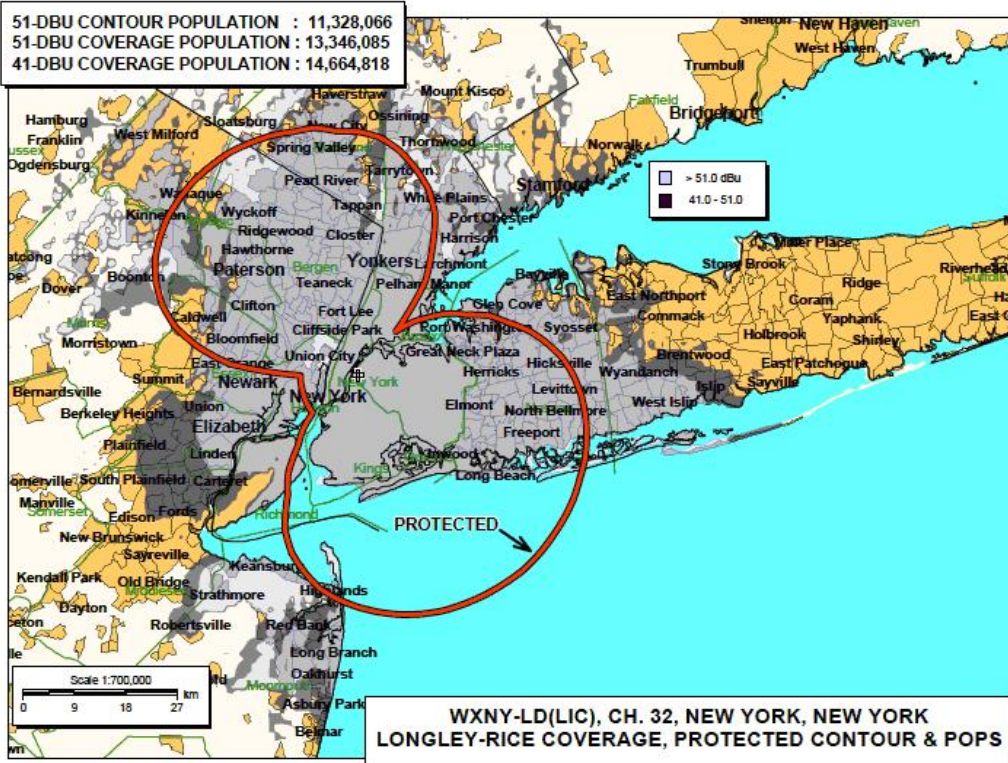 51-DBU CONTOUR POPULATION : 11,328,066
51-DBU COVERAGE POPULATION : 13,346,085
41-DBU COVERAGE POPULATION : 14,664,818
Shelton
New Haven
West Haven
Trumbull
Mount Kisco
Haverstraw
Fairfield
Bridgeport
Hamburg
Sloatsburg
New City
Ossining
Franklin
West Milford
Thornwood
Norwalk
Ogdensburg
Spring Valley
Tarrytown
Pearl River
Stamford
> 51.0 dBu
41.0 - 51.0
Wanaque
White Plains
Kinnelon
Wyckoff
Tappan
Port Chester
Ridgewood
Closter
Harrison
Hawthorne
Miller Place
Paterson
Bergen
Yonkers
Larchmont
Stony Brook
Riverhead
Boonton
Teaneck
Pelham Manor
Bayville
Ridge
Dover
East Northport
Clifton
Fort Lee
Glen Cove
Coram
Caldwell
Commack
Yaphank
Morris
Cliffside Park
Port Washington
Syosset
Holbrook
Shirley
Morristown
Bloomfield
Union City
Great Neck Plaza
Brentwood
East Orange
Herricks
Hicksville
Wyandanch
East Patchogue
Summit
Newark
New York
Levittown
Islip
Sayville
Bernardsville
New York
Elmont
North Bellmore
West Islip
Berkeley Heights
Union
Elizabeth
Freeport
Plainfield
Linden
Inwood
Kings
Long Beach
South Plainfield
Carteret
Manville
Somerset
Edison
Fords
Richmond
PROTECTED
New Brunswick
Sayreville
Keansburg
Kendall Park
Old Bridge
Middlesex
Strathmore
Highlands
Dayton
Robertsville
Red Bank
Long Branch
Scale 1:700,000
km
0 9 18 27
Oakhurst
Monmouth
Asbury Park
Belmar
WXNY-LD(LIC), CH. 32, NEW YORK, NEW YORK
LONGLEY-RICE COVERAGE, PROTECTED CONTOUR & POPS